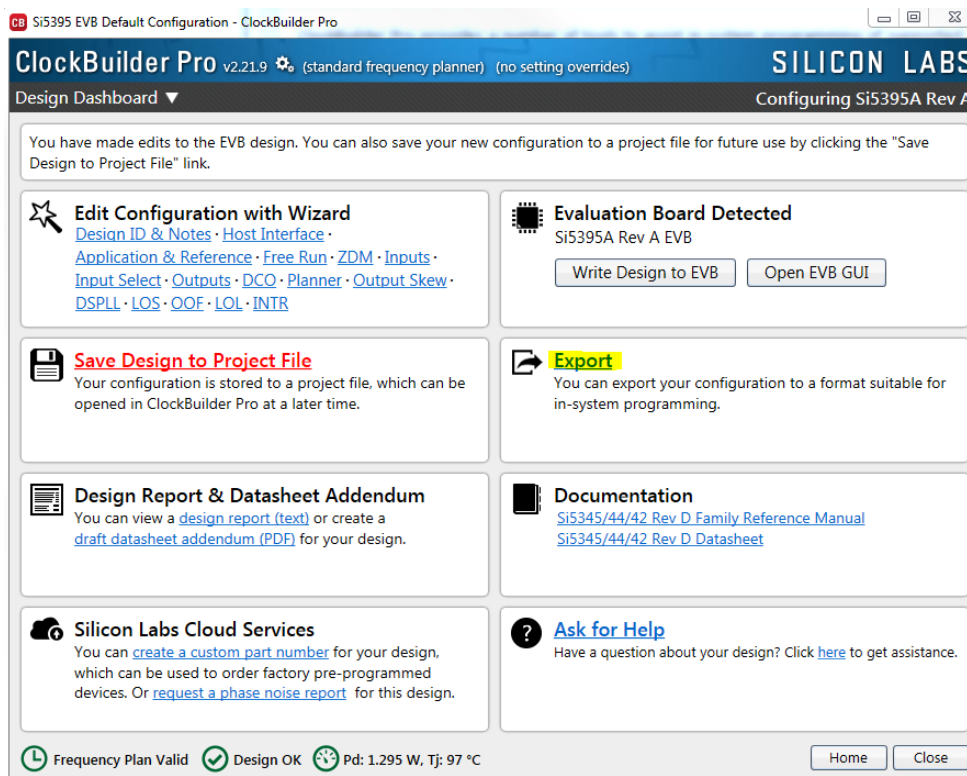 CB Si5395 EVB Default Configuration - ClockBuilder Pro
ClockBuilder Pro v2.21.9 (standard frequency planner) (no setting overrides) SILICON LABS
Design Dashboard ▼ Configuring Si5395A Rev A
You have made edits to the EVB design. You can also save your new configuration to a project file for future use by clicking the "Save
Design to Project File" link.
Edit Configuration with Wizard
Design ID & Notes · Host Interface ·
Application & Reference · Free Run · ZDM · Inputs ·
Input Select · Outputs · DCO · Planner · Output Skew ·
DSPLL · LOS · OOF · LOL · INTR
Evaluation Board Detected
Si5395A Rev A EVB
Write Design to EVB Open EVB GUI
Save Design to Project File
Your configuration is stored to a project file, which can be
opened in ClockBuilder Pro at a later time.
Export
You can export your configuration to a format suitable for
in-system programming.
Design Report & Datasheet Addendum
You can view a design report (text) or create a
draft datasheet addendum (PDF) for your design.
Documentation
Si5345/44/42 Rev D Family Reference Manual
Si5345/44/42 Rev D Datasheet
Silicon Labs Cloud Services
You can create a custom part number for your design,
which can be used to order factory pre-programmed
devices. Or request a phase noise report for this design.
? Ask for Help
Have a question about your design? Click here to get assistance.
Frequency Plan Valid Design OK Pd: 1.295 W, Tj: 97 °C Home Close